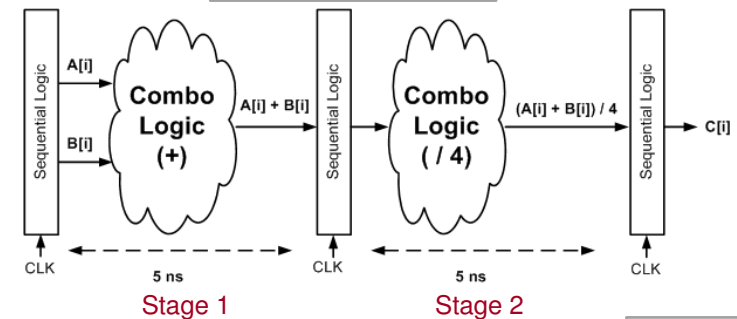 Sequential Logic
A[i]
B[i]
Combo
Logic
(+)
A[i] + B[i]
Sequential Logic
Combo
Logic
( / 4)
(A[i] + B[i]) / 4
Sequential Logic
C[i]
CLK
5 ns
CLK
5 ns
CLK
Stage 1
Stage 2